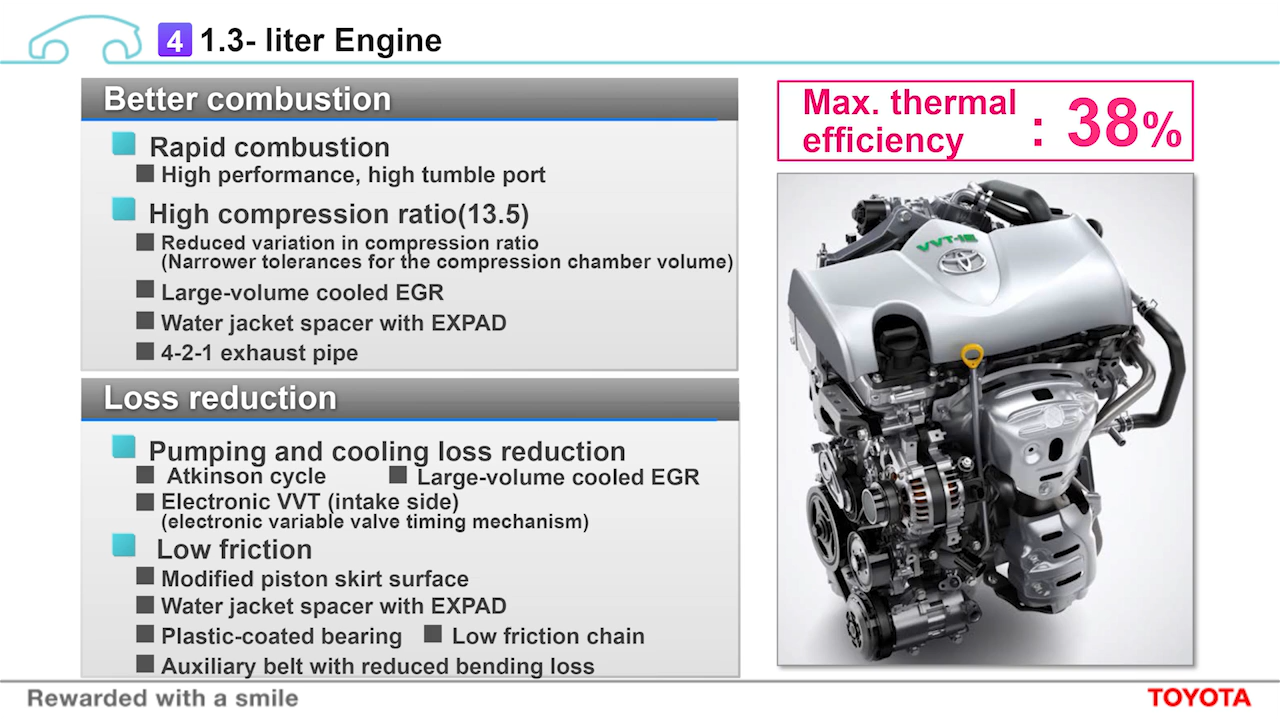 4 1.3- liter Engine
Better combustion
Rapid combustion
High performance, high tumble port
High compression ratio(13.5)
Reduced variation in compression ratio
(Narrower tolerances for the compression chamber volume)
Large-volume cooled EGR
Water jacket spacer with EXPAD
4-2-1 exhaust pipe
Loss reduction
Pumping and cooling loss reduction
Atkinson cycle Large-volume cooled EGR
Electronic VVT (intake side)
(electronic variable valve timing mechanism)
Low friction
Modified piston skirt surface
Water jacket spacer with EXPAD
Plastic-coated bearing Low friction chain
Auxiliary belt with reduced bending loss
Max. thermal
efficiency : 38%
VVT-iE
Rewarded with a smile
TOYOTA